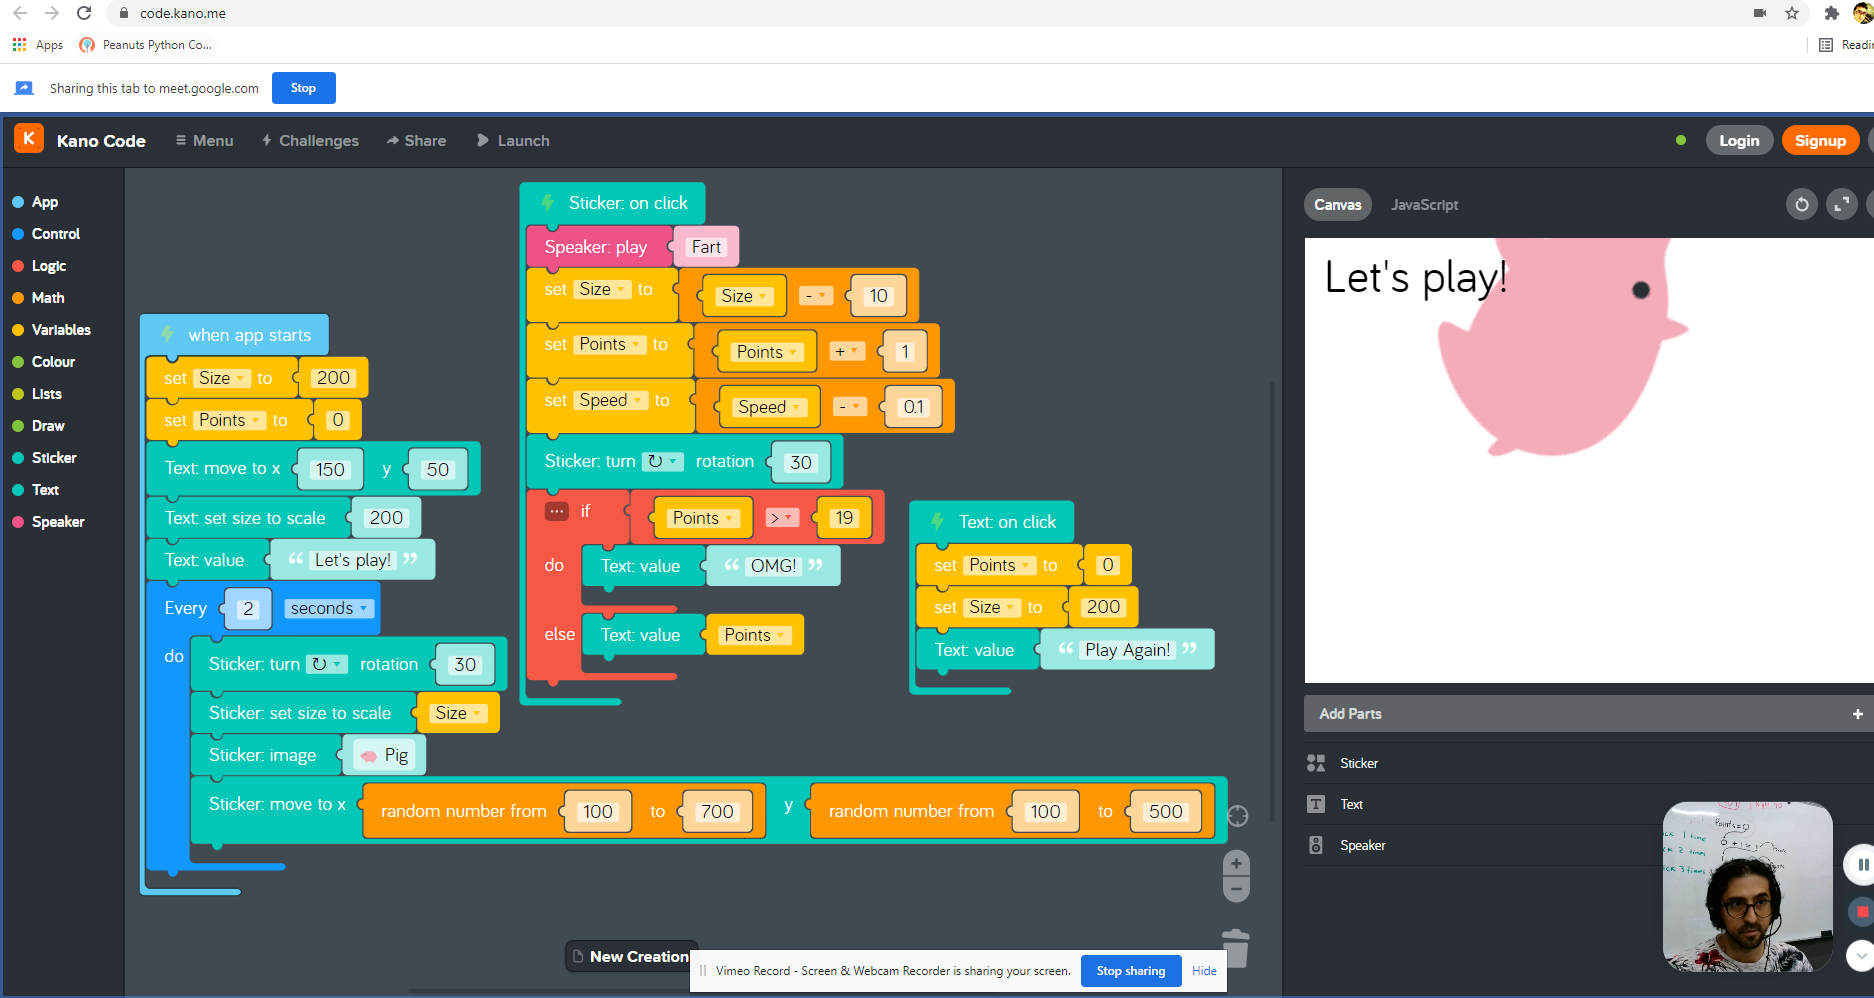 code.kano.me
Apps
Peanuts Python Co...
Sharing this tab to meet.google.com
Stop
K
Kano Code
Menu
Challenges
Share
Launch
Login
Signup
App
Control
Logic
Math
Variables
Colour
Lists
Draw
Sticker
Text
Speaker
when app starts
set Size to 200
set Points to 0
Text: move to x 150 y 50
Text: set size to scale 200
Text: value “ Let's play! ”
Every 2 seconds
do
Sticker: turn ↻ rotation 30
Sticker: set size to scale Size
Sticker: image Pig
Sticker: move to x random number from 100 to 700 y random number from 100 to 500
Sticker: on click
Speaker: play Fart
set Size to Size - 10
set Points to Points + 1
set Speed to Speed - 0.1
Sticker: turn ↻ rotation 30
... if Points > 19
do Text: value “ OMG! ”
else Text: value Points
Text: on click
set Points to 0
set Size to 200
Text: value “ Play Again! ”
Canvas
JavaScript
Let's play!
Add Parts +
Sticker
T Text
Speaker
New Creation
Vimeo Record - Screen & Webcam Recorder is sharing your screen.
Stop sharing
Hide
Points=0
1 time
2 times
3 times